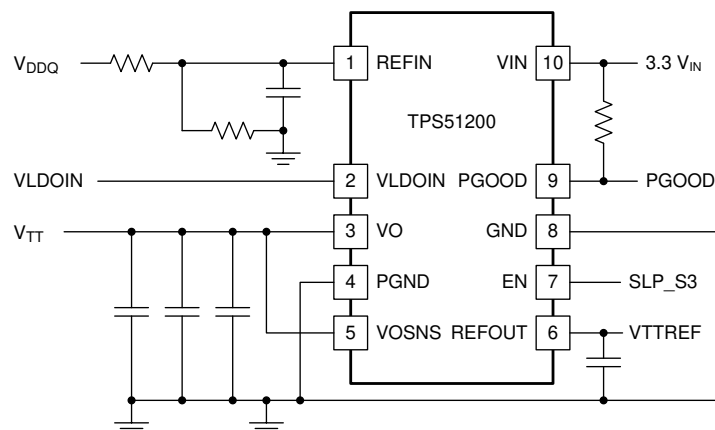 V_DDQ 1 REFIN VIN 10 3.3 V_IN
TPS51200
VLDOIN 2 VLDOIN PGOOD 9 PGOOD
V_TT 3 VO GND 8
4 PGND EN 7 SLP_S3
5 VOSNS REFOUT 6 VTTREF